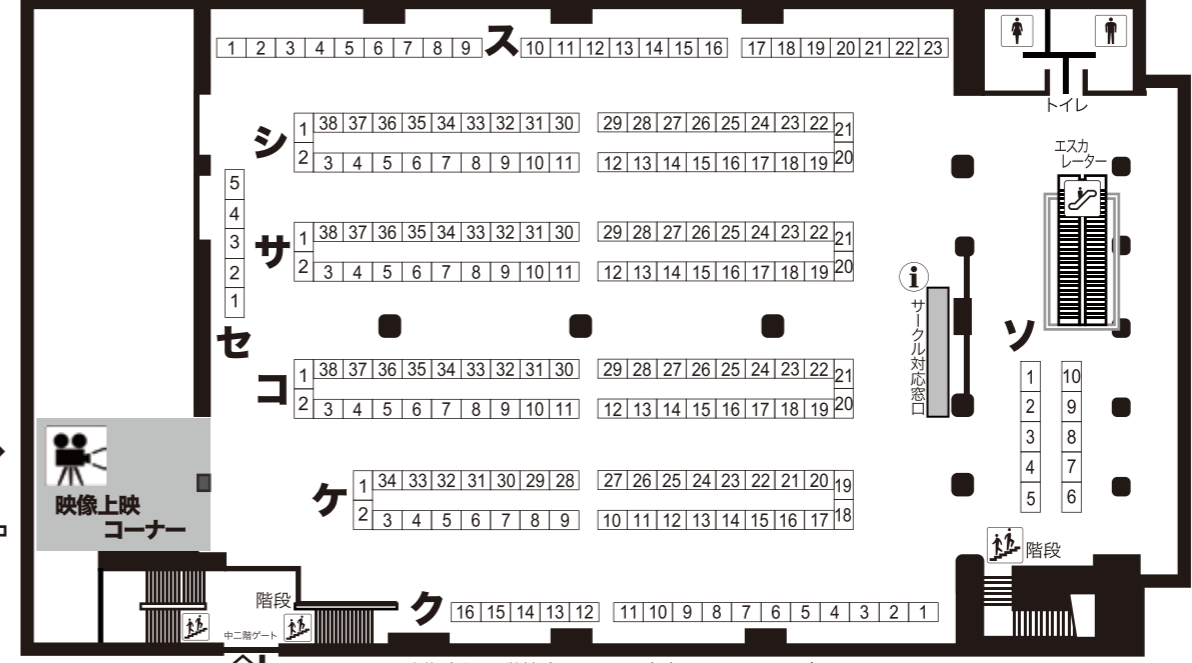 1 2 3 4 5 6 7 8 9 ス 10 11 12 13 14 15 16 17 18 19 20 21 22 23
トイレ
シ
1 38 37 36 35 34 33 32 31 30 29 28 27 26 25 24 23 22 21
2 3 4 5 6 7 8 9 10 11 12 13 14 15 16 17 18 19 20
エスカ
レーター
5
4
3
2
1
セ
サ
1 38 37 36 35 34 33 32 31 30 29 28 27 26 25 24 23 22 21
2 3 4 5 6 7 8 9 10 11 12 13 14 15 16 17 18 19 20
i
サークル対応窓口
ソ
1 10
2 9
3 8
4 7
5 6
コ
1 38 37 36 35 34 33 32 31 30 29 28 27 26 25 24 23 22 21
2 3 4 5 6 7 8 9 10 11 12 13 14 15 16 17 18 19 20
映像上映
コーナー
ケ
1 34 33 32 31 30 29 28 27 26 25 24 23 22 21 20 19
2 3 4 5 6 7 8 9 10 11 12 13 14 15 16 17 18
階段
階段
中二階ゲート
ク 16 15 14 13 12 11 10 9 8 7 6 5 4 3 2 1